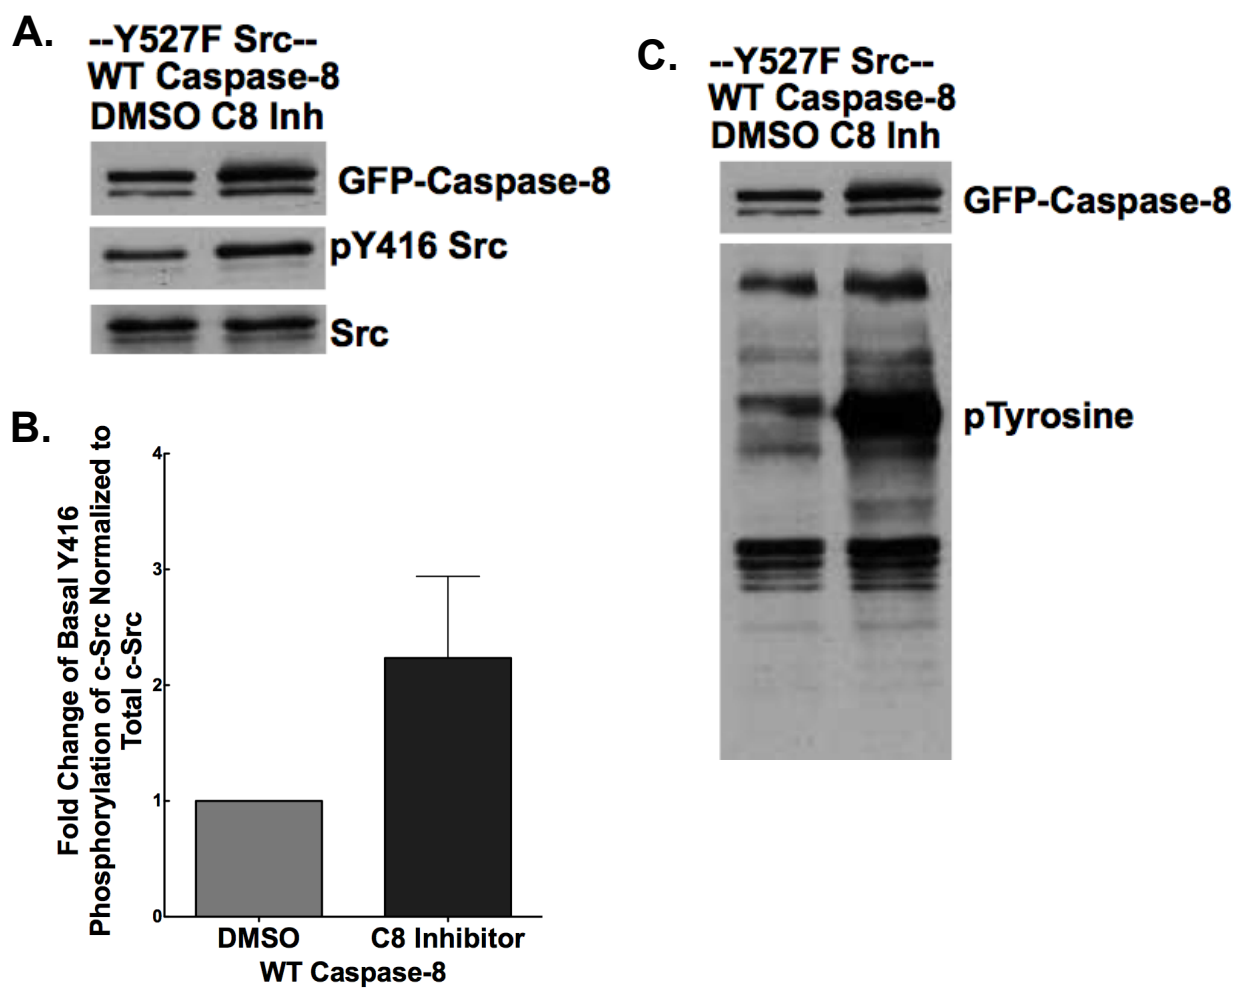 A.
--Y527F Src--
WT Caspase-8
DMSO C8 Inh
GFP-Caspase-8
pY416 Src
Src
B.
Fold Change of Basal Y416
Phosphorylation of c-Src Normalized to
Total c-Src
4
3
2
1
0
DMSO
C8 Inhibitor
WT Caspase-8
C.
--Y527F Src--
WT Caspase-8
DMSO C8 Inh
GFP-Caspase-8
pTyrosine